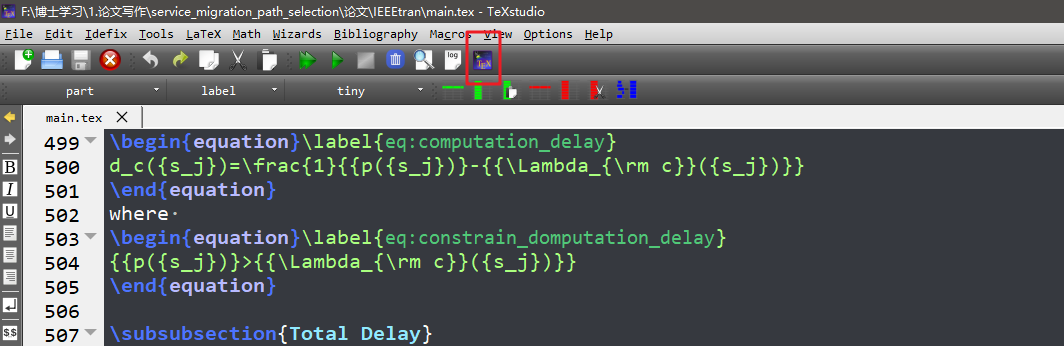 F:\博士学习\1.论文写作\service_migration_path_selection\论文\IEEEtran\main.tex - TeXstudio
File Edit Idefix Tools LaTeX Math Wizards Bibliography Macros View Options Help
log TEX
part label tiny
main.tex
499 \begin{equation}\label{eq:computation_delay}
B 500 d_c({s_j})=\frac{1}{{p({s_j})}-{{\Lambda_{\rm c}}({s_j})}}
I 501 \end{equation}
U 502 where
503 \begin{equation}\label{eq:constrain_domputation_delay}
504 {{p({s_j})}>{{\Lambda_{\rm c}}({s_j})}}
505 \end{equation}
506
$$ 507 \subsubsection{Total Delay}